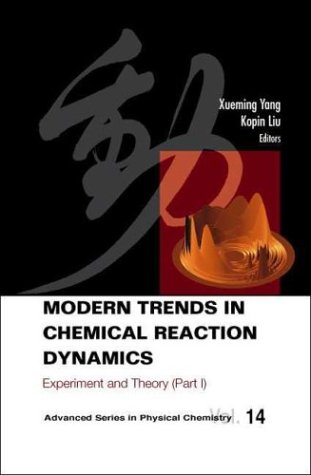 動
Xueming Yang
Kopin Liu
Editors
MODERN TRENDS IN
CHEMICAL REACTION
DYNAMICS
Experiment and Theory (Part I)
Advanced Series in Physical Chemistry Vol. 14